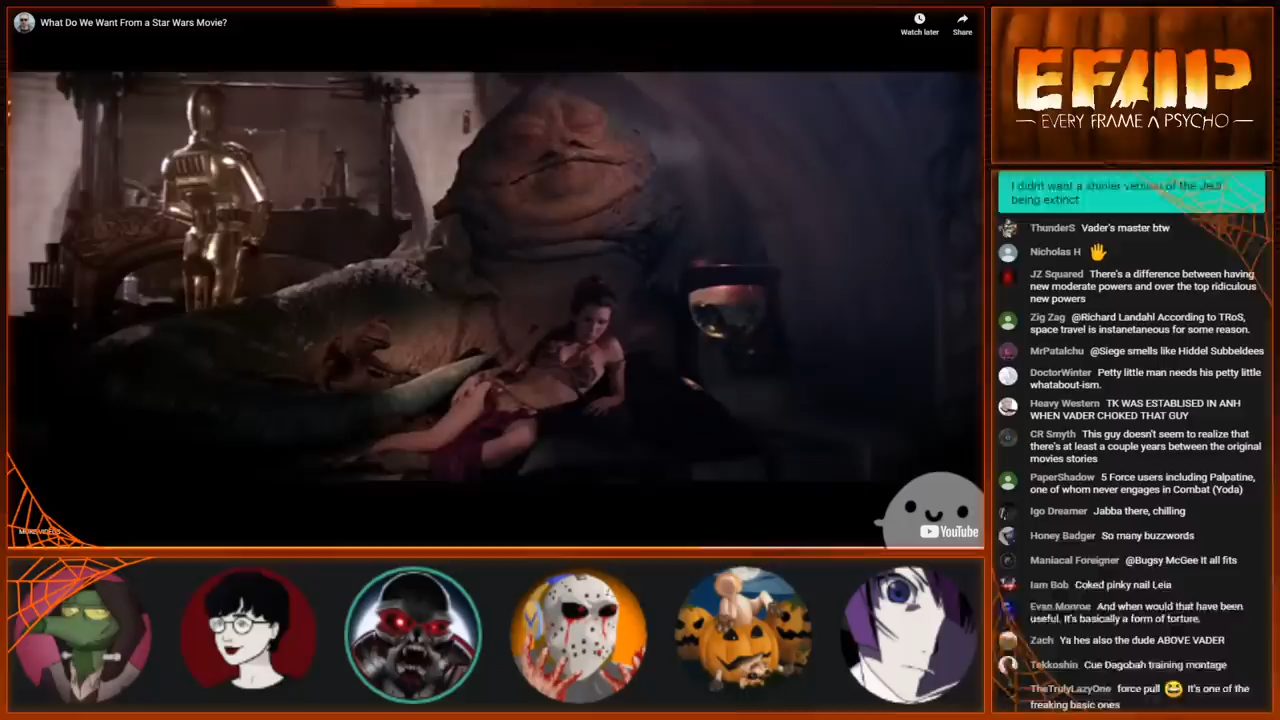 What Do We Want From a Star Wars Movie?
Watch later
Share
EFAP
EVERY FRAME A PSYCHO
I didnt want a shinier version of the Jedi
being extinct
ThunderS Vader's master btw
Nicholas H 🖐
JZ Squared There's a difference between having
new moderate powers and over the top ridiculous
new powers
Zig Zag @Richard Landahl According to TRoS,
space travel is instanetaneous for some reason.
MrPatalchu @Siege smells like Hiddel Subbeldees
DoctorWinter Petty little man needs his petty little
whatabout-ism.
Heavy Western TK WAS ESTABLISED IN ANH
WHEN VADER CHOKED THAT GUY
CR Smyth This guy doesn't seem to realize that
there's at least a couple years between the original
movies stories
PaperShadow 5 Force users including Palpatine,
one of whom never engages in Combat (Yoda)
Igo Dreamer Jabba there, chilling
Honey Badger So many buzzwords
Maniacal Foreigner @Bugsy McGee it all fits
Iam Bob Coked pinky nail Leia
Evan Monroe And when would that have been
useful. It's basically a form of torture.
Zach Ya hes also the dude ABOVE VADER
Tekkoshin Cue Dagobah training montage
TheTrulyLazyOne force pull 😄 It's one of the
freaking basic ones
MORE VIDEOS
YouTube